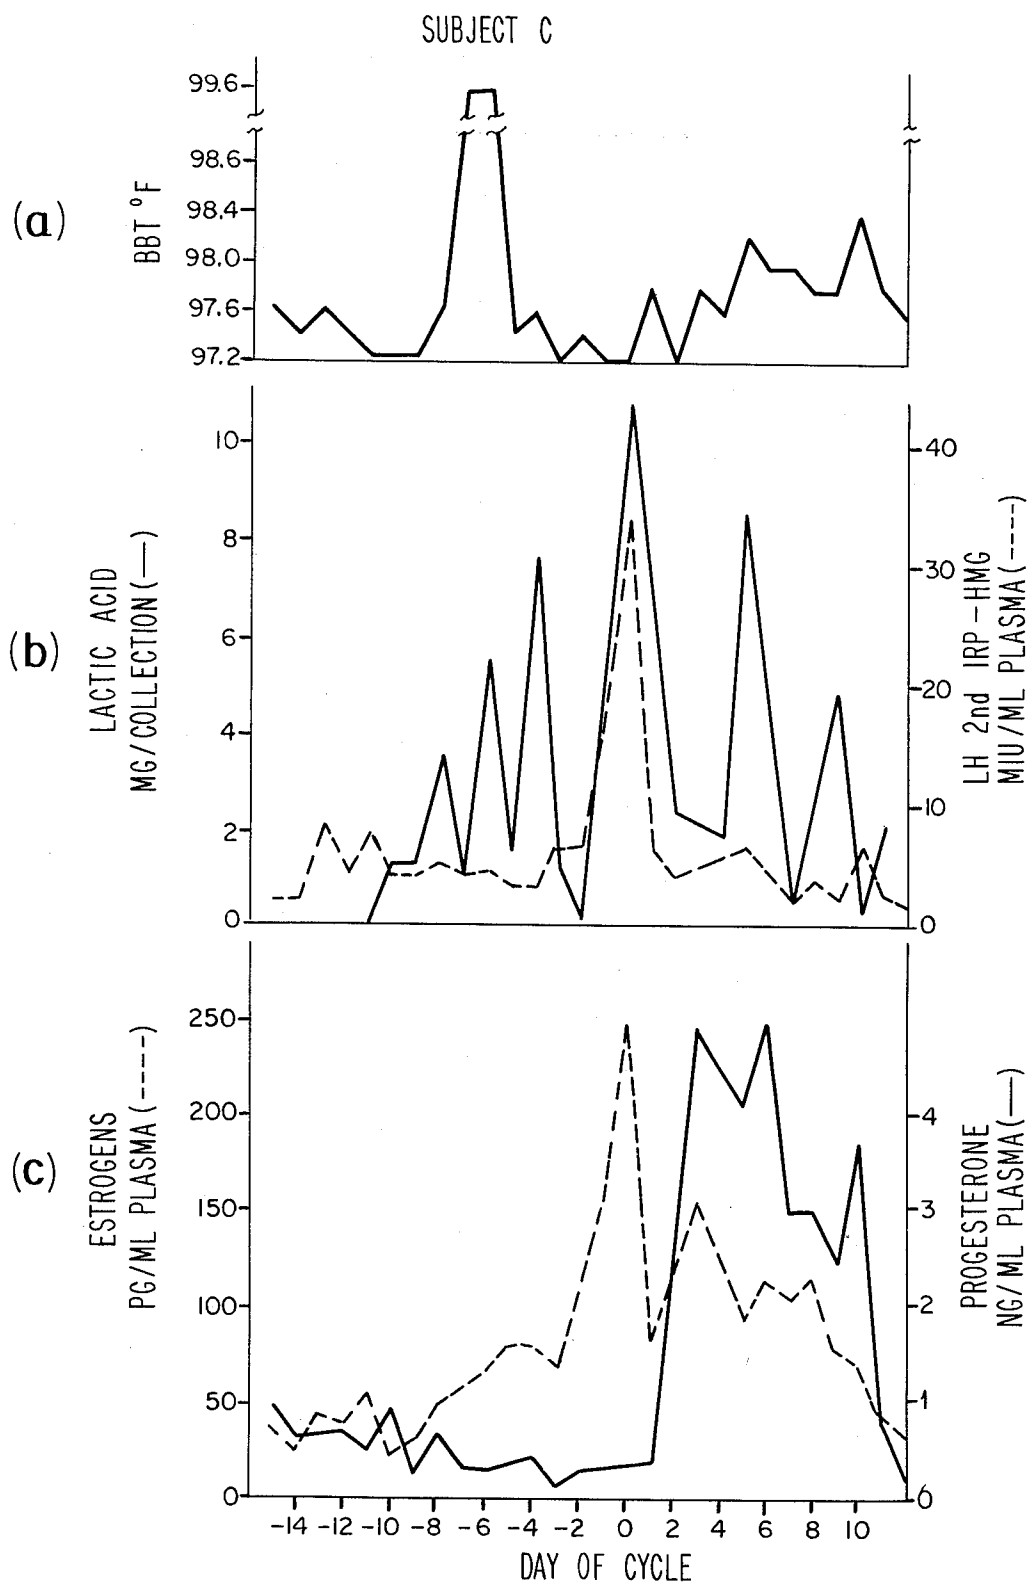 SUBJECT C
(a)
BBT °F
99.6
98.6
98.4
98.0
97.6
97.2
(b)
LACTIC ACID
MG/COLLECTION (—)
10
8
6
4
2
0
40
30
20
10
0
LH 2nd IRP-HMG
MIU/ML PLASMA (----)
(c)
ESTROGENS
PG/ML PLASMA (----)
250
200
150
100
50
0
4
3
2
1
0
PROGESTERONE
NG/ML PLASMA (—)
-14 -12 -10 -8 -6 -4 -2 0 2 4 6 8 10
DAY OF CYCLE